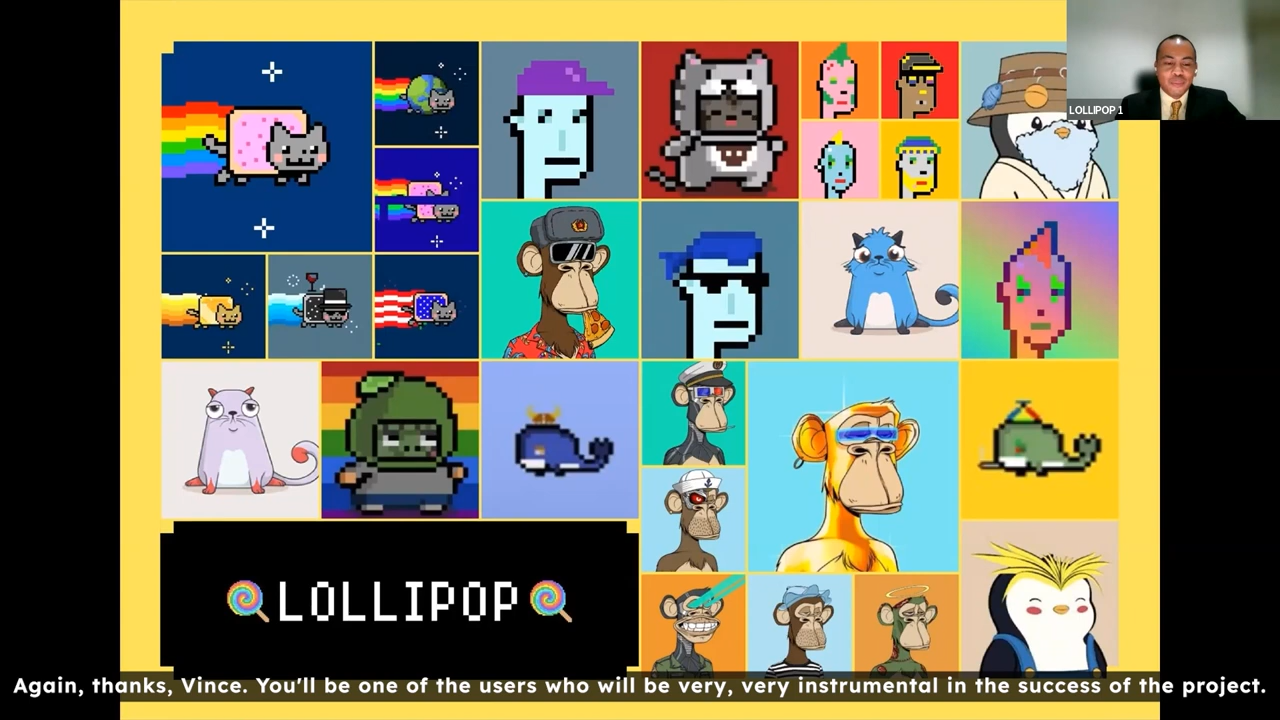 LOLLIPOP 1
LOLLIPOP
Again, thanks, Vince. You'll be one of the users who will be very, very instrumental in the success of the project.